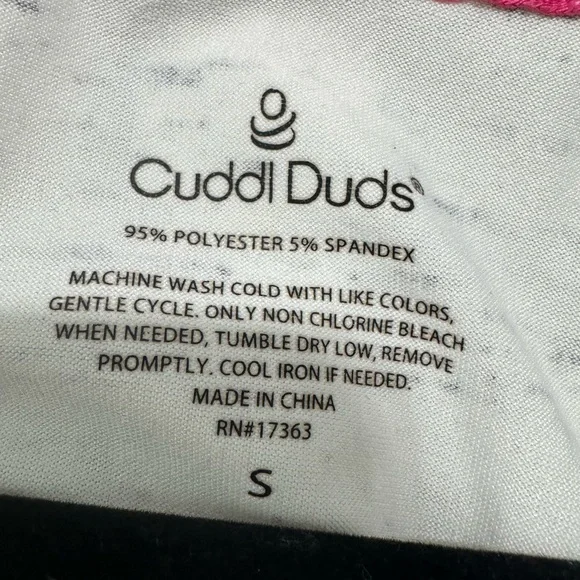 Cuddl Duds®
95% POLYESTER 5% SPANDEX
MACHINE WASH COLD WITH LIKE COLORS,
GENTLE CYCLE. ONLY NON CHLORINE BLEACH
WHEN NEEDED, TUMBLE DRY LOW, REMOVE
PROMPTLY. COOL IRON IF NEEDED.
MADE IN CHINA
RN#17363
S